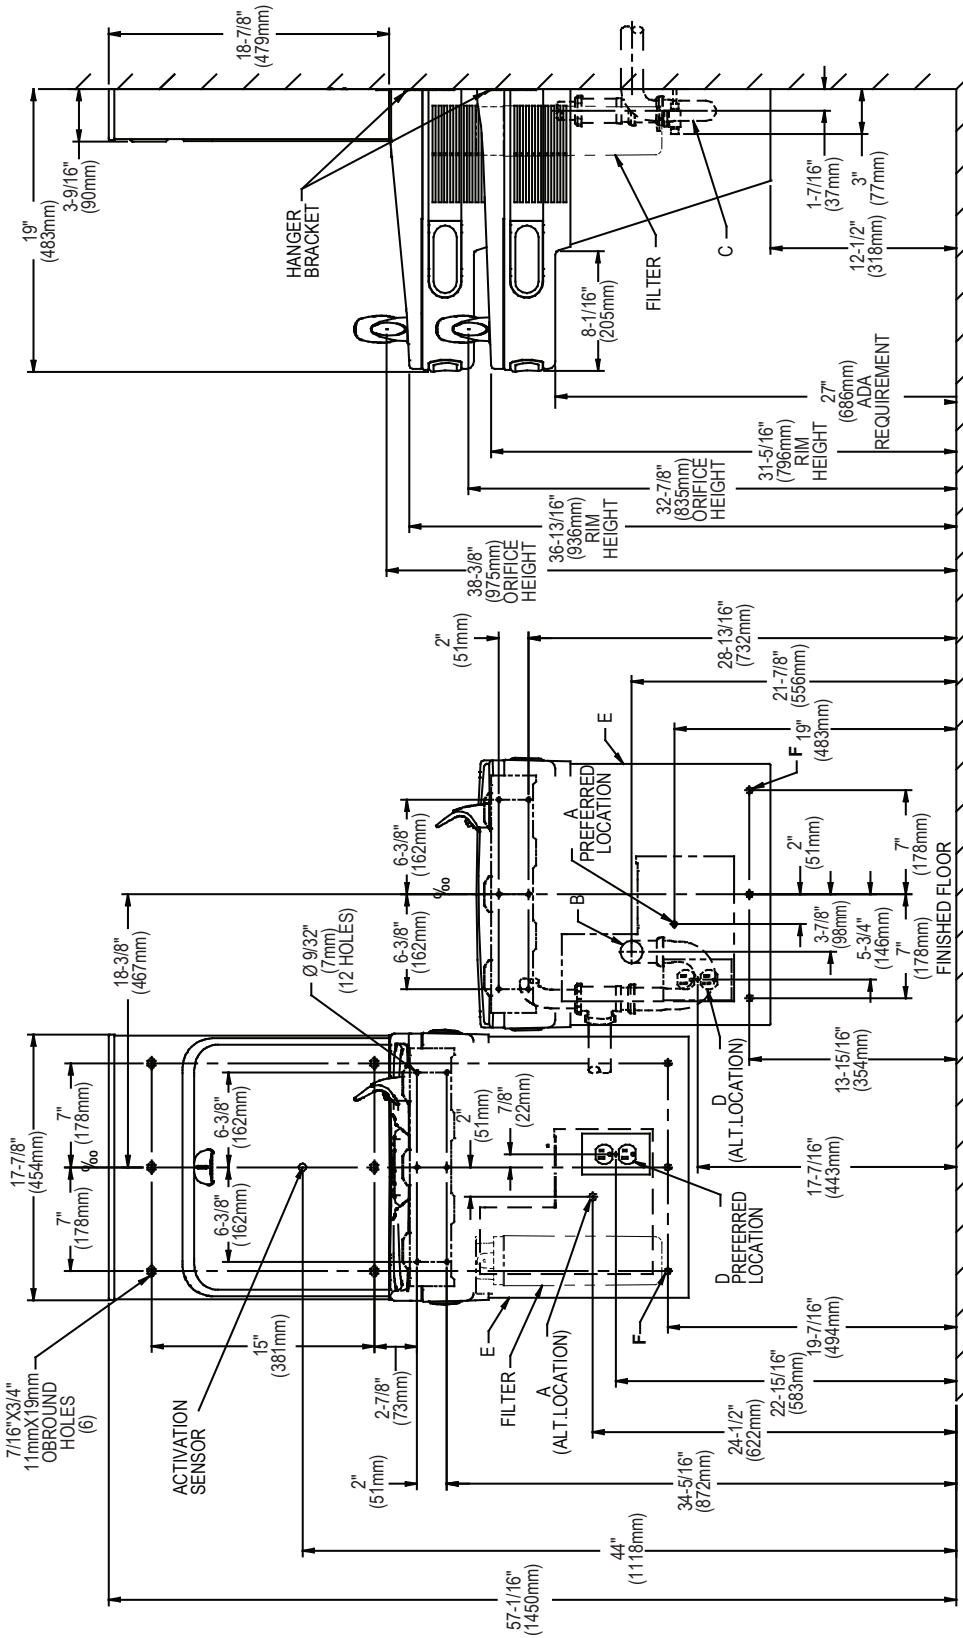 7/16"X3/4"
11mmX19mm
OBROUND
HOLES
(6)
17-7/8"
(454mm)
7"
(178mm)
7"
(178mm)
‰
18-3/8"
(467mm)
6-3/8"
(162mm)
6-3/8"
(162mm)
15"
(381mm)
2-7/8"
(73mm)
ACTIVATION
SENSOR
2"
(51mm)
Ø 9/32"
(7mm)
(12 HOLES)
2"
(51mm)
7/8"
(22mm)
E
FILTER
A
(ALT.LOCATION)
F
D
PREFERRED
LOCATION
57-1/16"
(1450mm)
44"
(1118mm)
34-5/16"
(872mm)
24-1/2"
(622mm)
22-15/16"
(583mm)
19-7/16"
(494mm)
17-7/16"
(443mm)
13-15/16"
(354mm)
D
(ALT.LOCATION)
6-3/8"
(162mm)
6-3/8"
(162mm)
‰
B
A
PREFERRED
LOCATION
E
F
2"
(51mm)
28-13/16"
(732mm)
21-7/8"
(556mm)
19"
(483mm)
2"
(51mm)
3-7/8"
(98mm)
5-3/4"
(146mm)
7"
(178mm)
7"
(178mm)
FINISHED FLOOR
19"
(483mm)
3-9/16"
(90mm)
18-7/8"
(479mm)
HANGER
BRACKET
8-1/16"
(205mm)
FILTER
C
1-7/16"
(37mm)
3"
(77mm)
12-1/2"
(318mm)
27"
(686mm)
ADA
REQUIREMENT
31-5/16"
(796mm)
RIM
HEIGHT
32-7/8"
(835mm)
ORIFICE
HEIGHT
36-13/16"
(936mm)
RIM
HEIGHT
38-3/8"
(975mm)
ORIFICE
HEIGHT